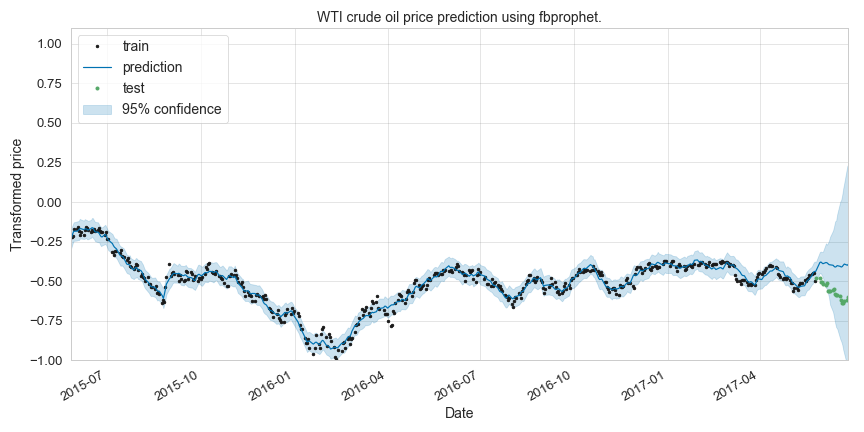 WTI crude oil price prediction using fbprophet.
train
prediction
test
95% confidence
1.00
0.75
0.50
0.25
0.00
−0.25
−0.50
−0.75
−1.00
Transformed price
2015-07
2015-10
2016-01
2016-04
2016-07
2016-10
2017-01
2017-04
Date